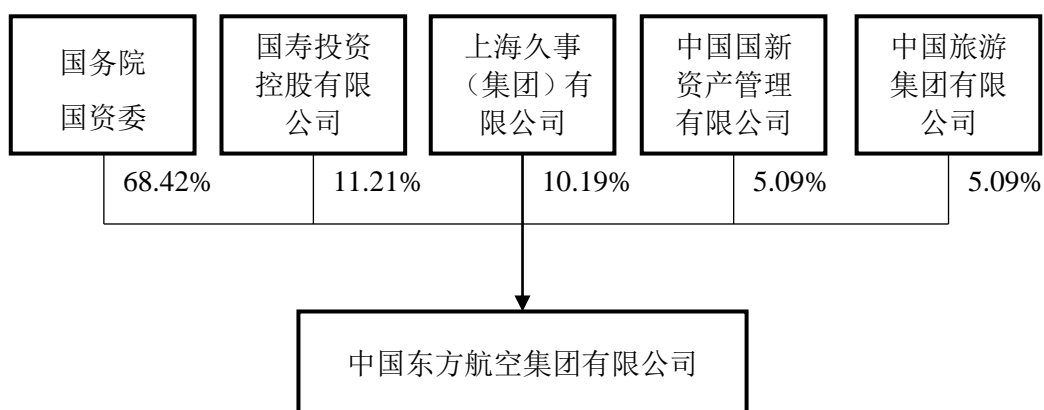 国务院
国资委
国寿投资
控股有限
公司
上海久事
（集团）有
限公司
中国国新
资产管理
有限公司
中国旅游
集团有限
公司
68.42%
11.21%
10.19%
5.09%
5.09%
中国东方航空集团有限公司